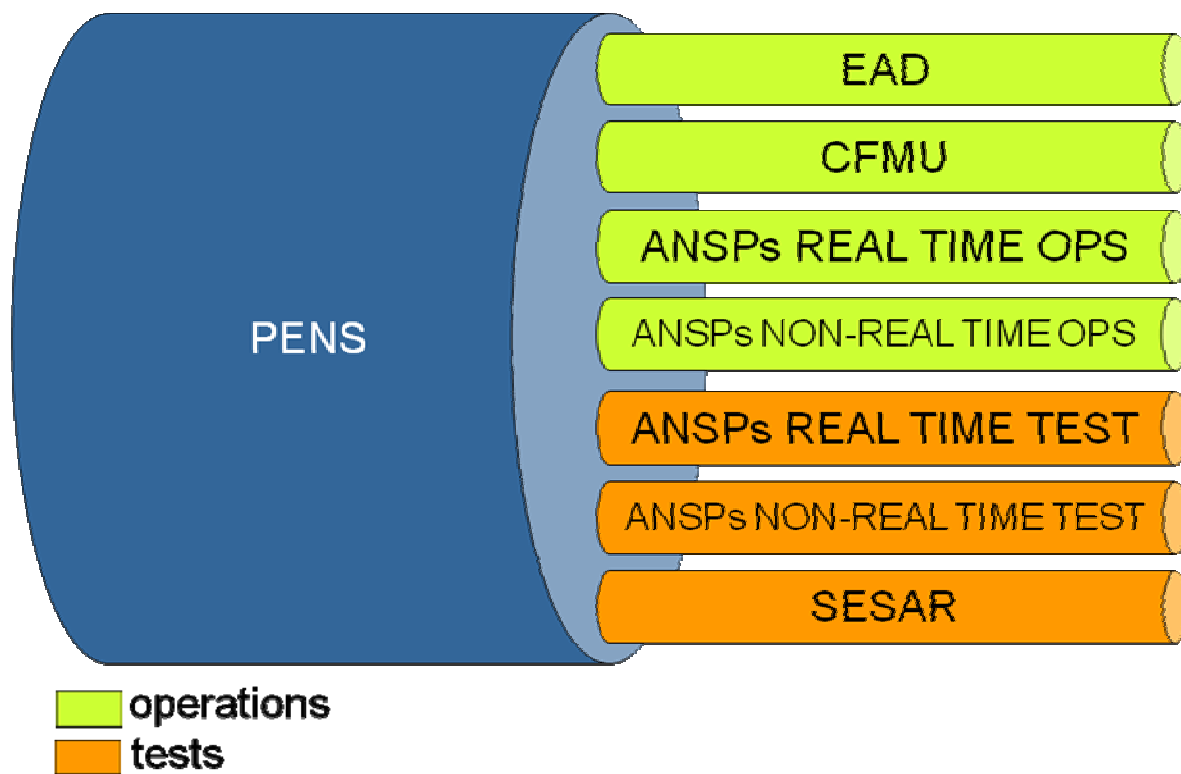 PENS
EAD
CFMU
ANSPs REAL TIME OPS
ANSPs NON-REAL TIME OPS
ANSPs REAL TIME TEST
ANSPs NON-REAL TIME TEST
SESAR
operations
tests